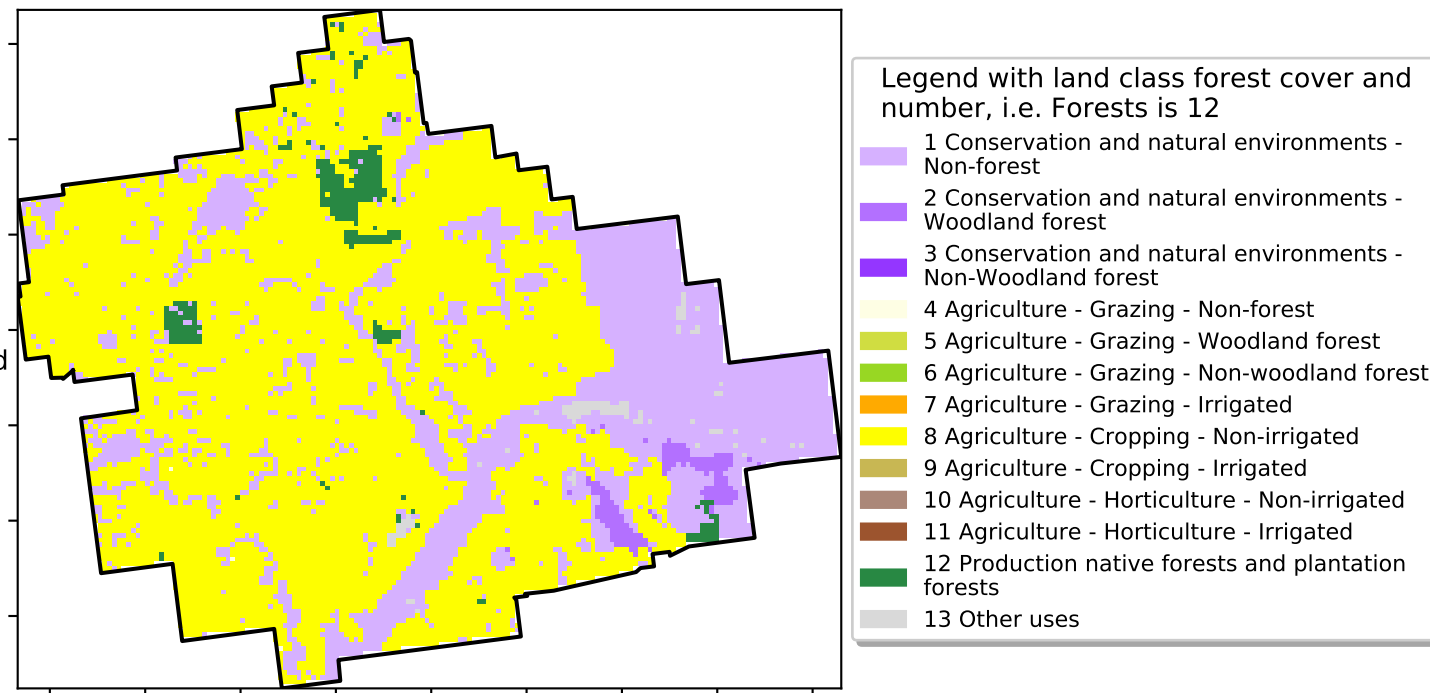 d
Legend with land class forest cover and
number, i.e. Forests is 12
1 Conservation and natural environments -
Non-forest
2 Conservation and natural environments -
Woodland forest
3 Conservation and natural environments -
Non-Woodland forest
4 Agriculture - Grazing - Non-forest
5 Agriculture - Grazing - Woodland forest
6 Agriculture - Grazing - Non-woodland forest
7 Agriculture - Grazing - Irrigated
8 Agriculture - Cropping - Non-irrigated
9 Agriculture - Cropping - Irrigated
10 Agriculture - Horticulture - Non-irrigated
11 Agriculture - Horticulture - Irrigated
12 Production native forests and plantation
forests
13 Other uses